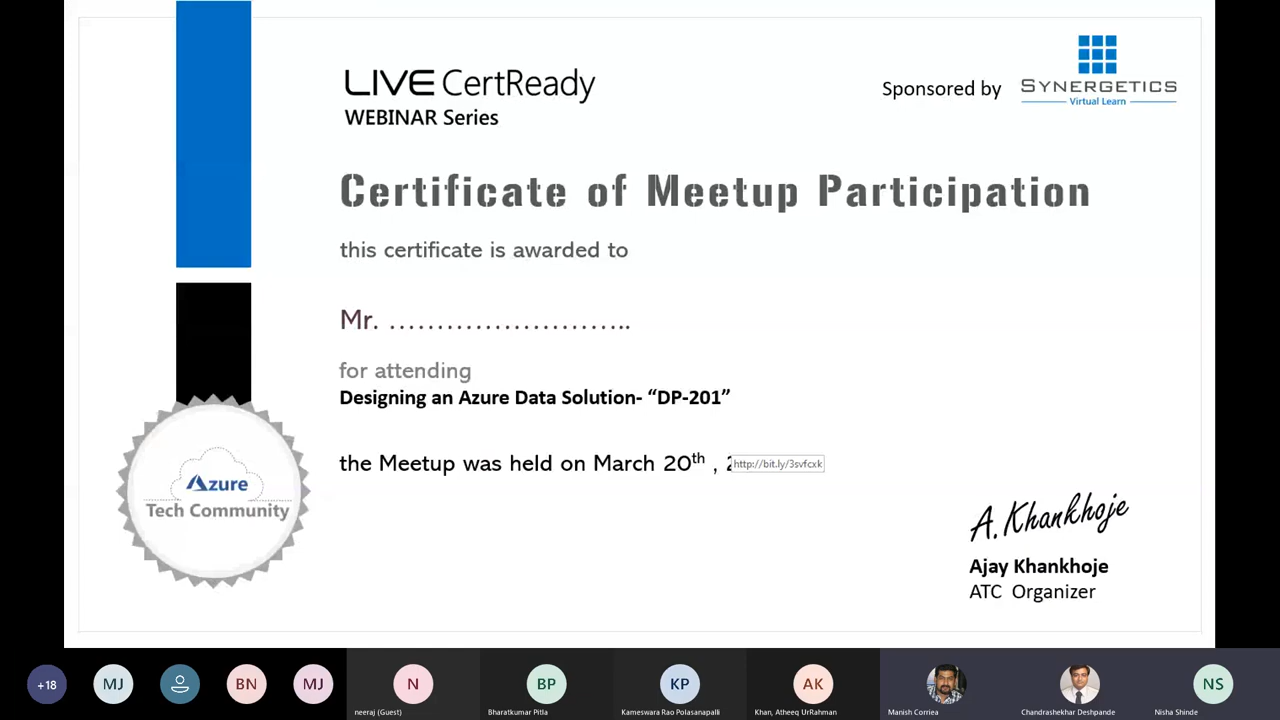 LIVE CertReady
WEBINAR Series
Sponsored by
SYNERGETICS
Virtual Learn
Certificate of Meetup Participation
this certificate is awarded to
Mr. ...........................
for attending
Designing an Azure Data Solution- “DP-201”
the Meetup was held on March 20th ,
http://bit.ly/3svfcxk
Azure
Tech Community
A. Khankhoje
Ajay Khankhoje
ATC Organizer
+18
MJ
BN
MJ
N
BP
KP
AK
NS
neeraj (Guest)
Bharatkumar Pitla
Kameswara Rao Polasanapalli
Khan, Atheeq UrRahman
Manish Corriea
Chandrashekhar Deshpande
Nisha Shinde